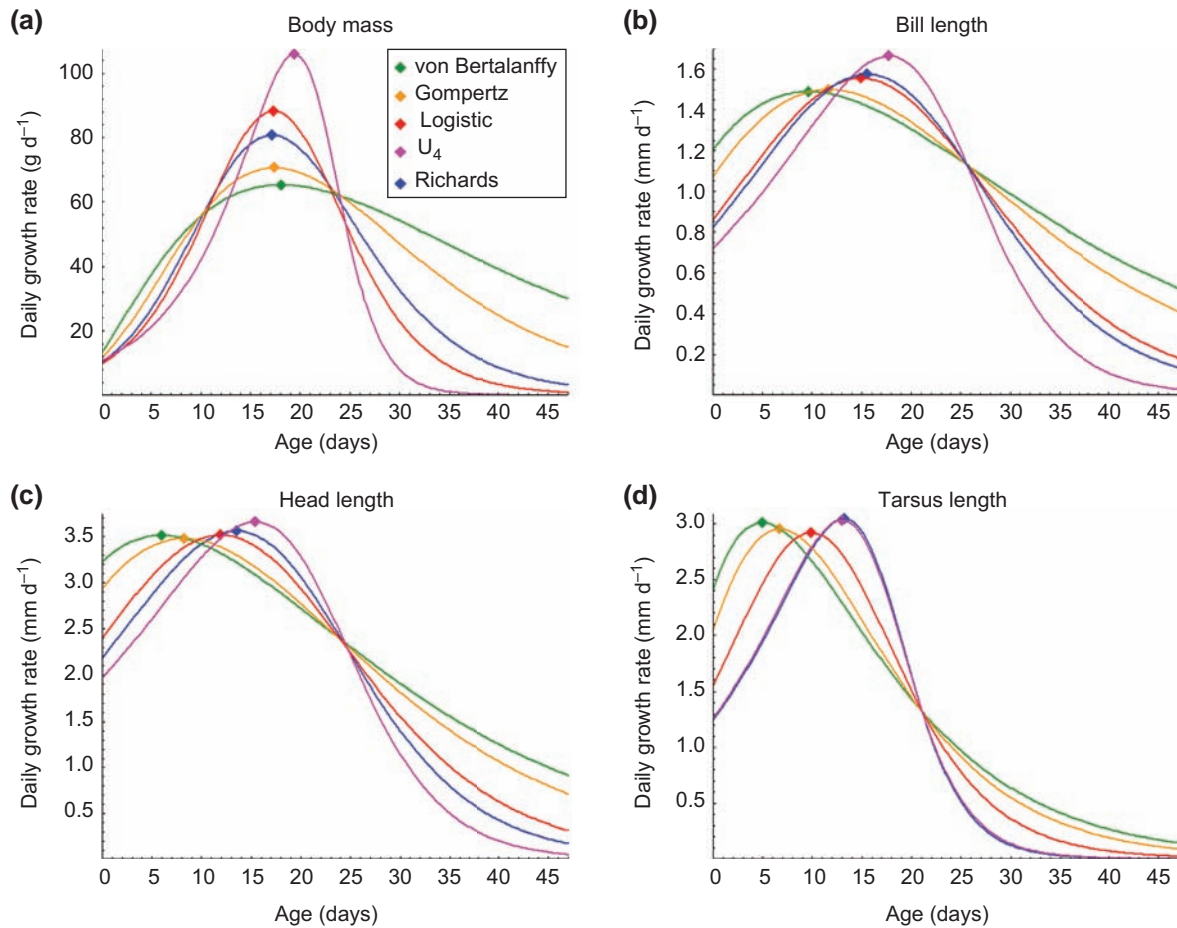 (a)
Body mass
100
80
60
40
20
Daily growth rate (g d⁻¹)
von Bertalanffy
Gompertz
Logistic
U₄
Richards
0 5 10 15 20 25 30 35 40 45
Age (days)
(b)
Bill length
1.6
1.4
1.2
1.0
0.8
0.6
0.4
0.2
Daily growth rate (mm d⁻¹)
0 5 10 15 20 25 30 35 40 45
Age (days)
(c)
Head length
3.5
3.0
2.5
2.0
1.5
1.0
0.5
Daily growth rate (mm d⁻¹)
0 5 10 15 20 25 30 35 40 45
Age (days)
(d)
Tarsus length
3.0
2.5
2.0
1.5
1.0
0.5
Daily growth rate (mm d⁻¹)
0 5 10 15 20 25 30 35 40 45
Age (days)